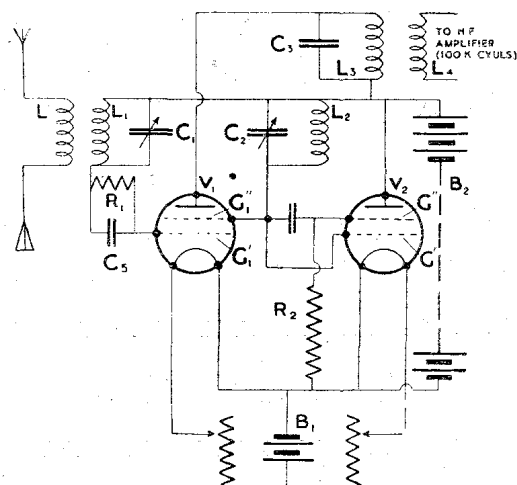 C₃
L₃
L₄
TO H F
AMPLIFIER
(100 K CYCLS)
L
L₁
C₁
C₂
L₂
V₁
V₂
B₂
R₁
G₁''
G''
C₅
G₁'
G'
R₂
B₁